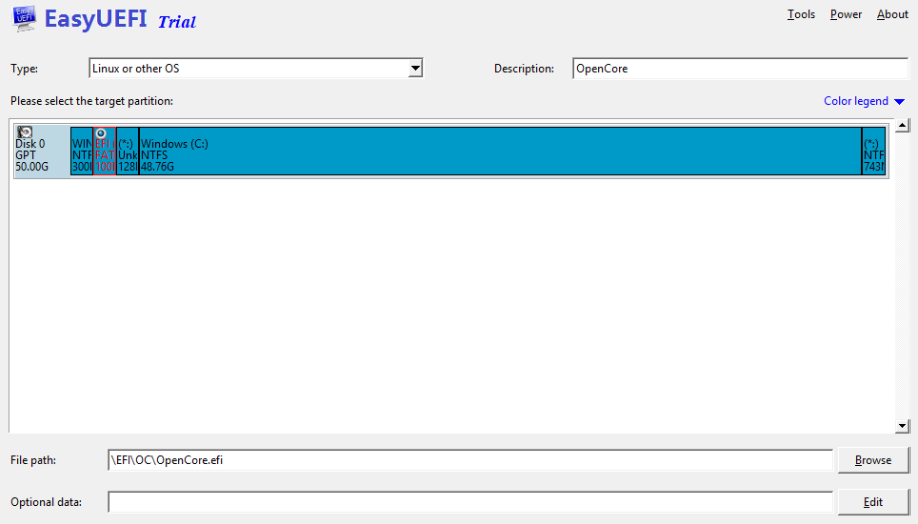 EasyUEFI Trial
Tools Power About
Type: Linux or other OS Description: OpenCore
Please select the target partition: Color legend
Disk 0
GPT
50.00G
WIN
NTF
300
EFI
FAT
100
(*:)
Unk
128
Windows (C:)
NTFS
48.76G
(*:)
NTF
743
File path: \EFI\OC\OpenCore.efi Browse
Optional data: Edit